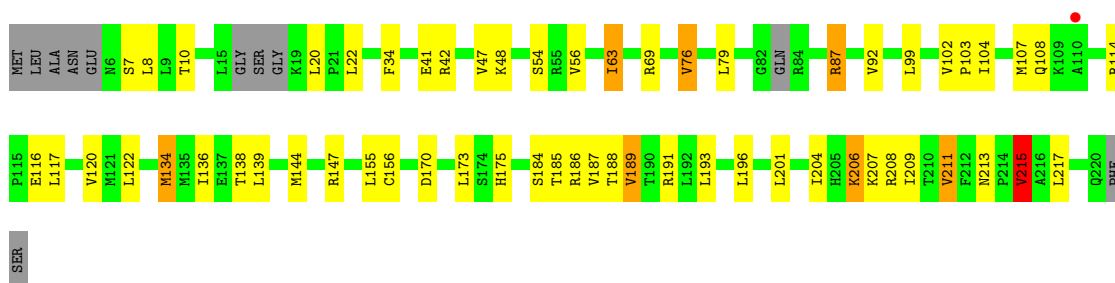 MET LEU ALA ASN GLU N6 S7 L8 L9 T10 L15 GLY SER GLY K19 L20 P21 L22 F34 E41 R42 V47 K48 S54 R55 V56 I63 R69 V76 L79 G82 GLN R84 R87 V92 L99 V102 P103 I104 M107 Q108 K109 A110
P115 E116 L117 V120 M121 L122 M134 M135 I136 E137 T138 L139 M144 R147 L155 C156 D170 L173 S174 H175 S184 T185 R186 V187 T188 V189 T190 R191 L192 L193 L196 L201 I204 H205 K206 K207 R208 I209 T210 V211 F212 N213 P214 V215 A216 L217 Q220
SER